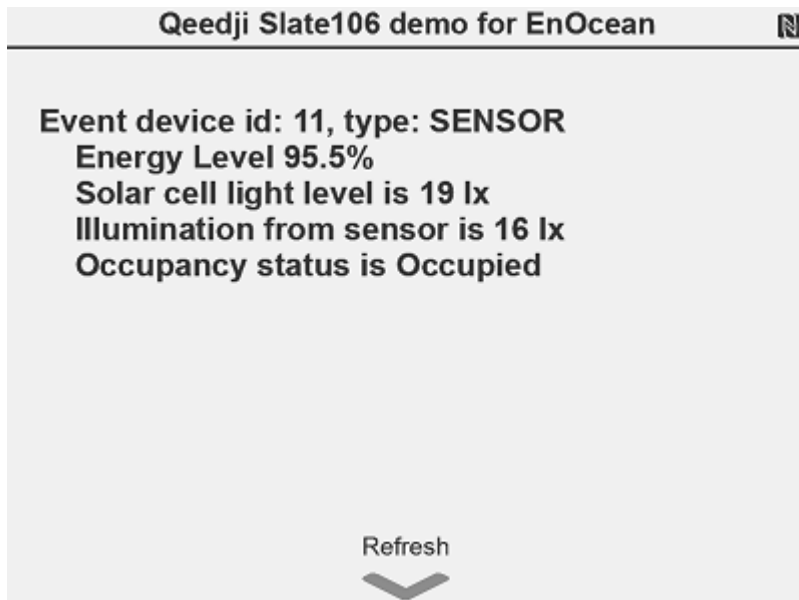 Qeedji Slate106 demo for EnOcean
Event device id: 11, type: SENSOR
Energy Level 95.5%
Solar cell light level is 19 lx
Illumination from sensor is 16 lx
Occupancy status is Occupied
Refresh